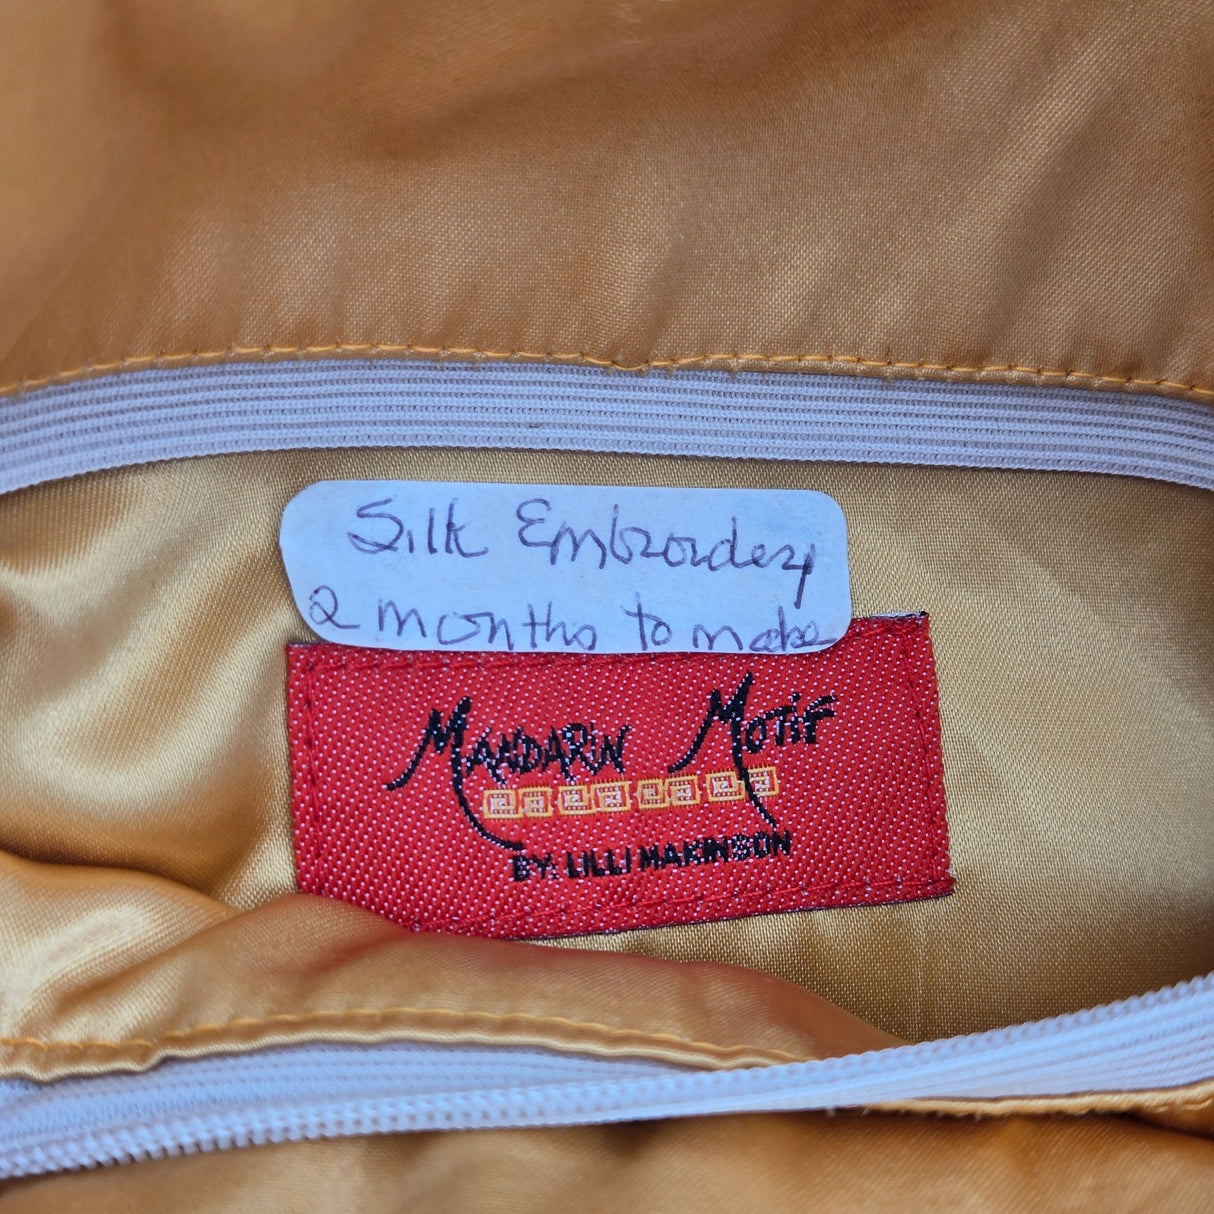 Silk Embroidery
2 months to make
MANDARIN MOTIF
BY: LILLI MAKINSON